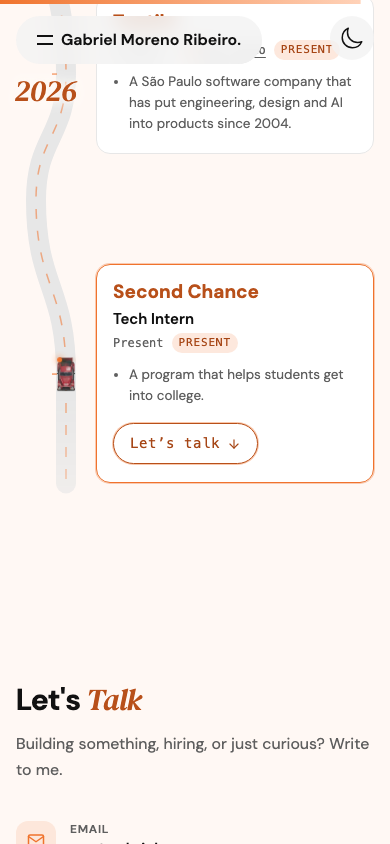 Gabriel Moreno Ribeiro.
PRESENT
2026
• A São Paulo software company that
has put engineering, design and AI
into products since 2004.
Second Chance
Tech Intern
Present PRESENT
• A program that helps students get
into college.
Let’s talk ↓
Let's Talk
Building something, hiring, or just curious? Write
to me.
EMAIL